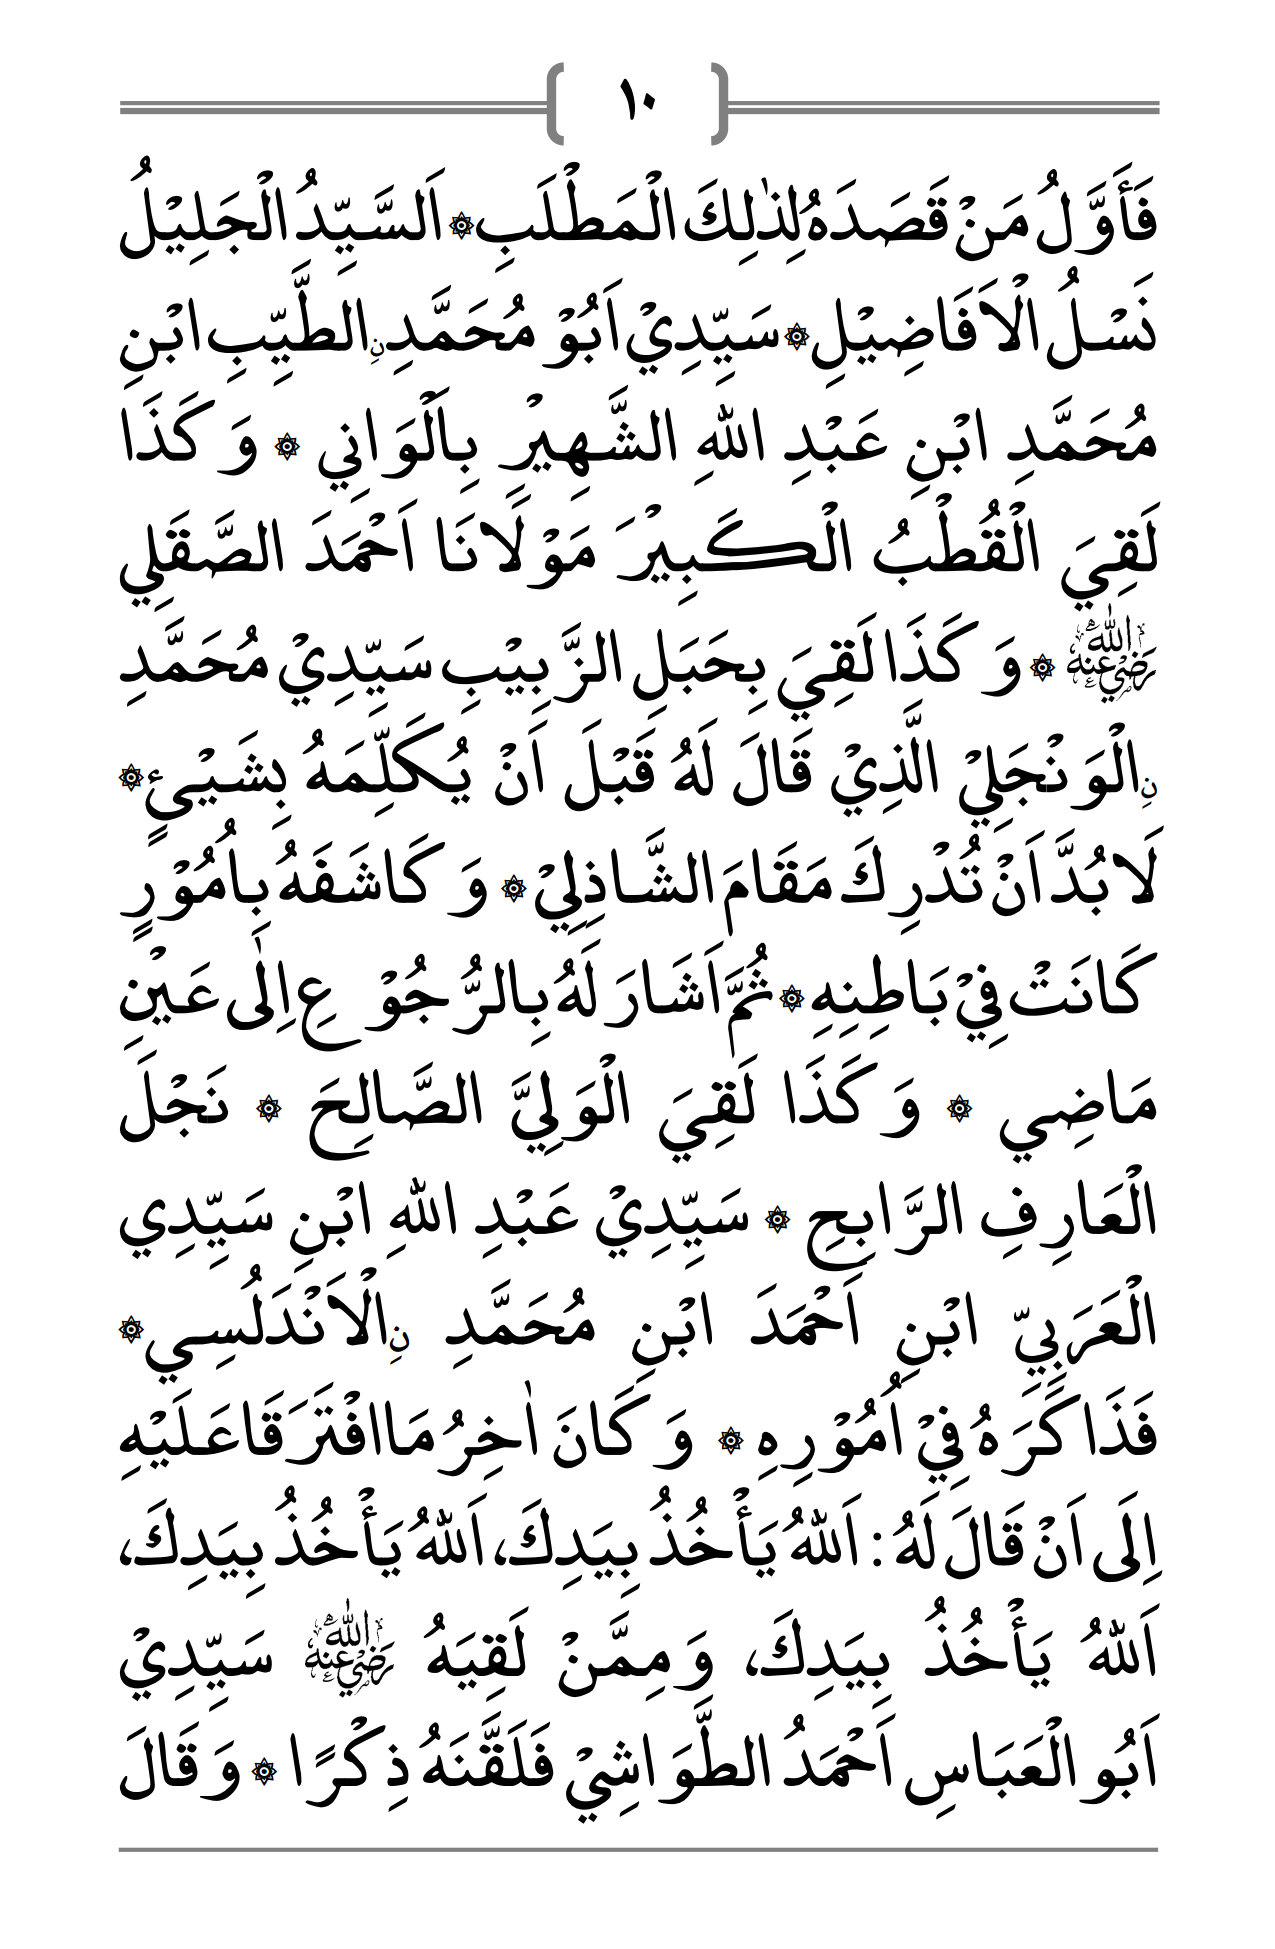 ١٠
فَأَوَّلُ مَنْ قَصَدَهُ لِذٰلِكَ الْمَطْلَبِ ۞ اَلسَّيِّدُ الْجَلِيْلُ
نَسْلُ الْاَفَاضِيْلِ ۞ سَيِّدِيْ اَبُوْ مُحَمَّدِ نِ الطَّيِّبِ ابْنِ
مُحَمَّدِ ابْنِ عَبْدِ اللهِ الشَّهِيْرْ بِاَلْوَانِي ۞ وَكَذَا
لَقِيَ الْقُطْبُ الْكَبِيْرَ مَوْلَانَا اَحْمَدَ الصَّقَلِي
رَضِيَ اللهُ عَنْهُ ۞ وَكَذَا لَقِيَ بِجَبَلِ الزَّبِيْبِ سَيِّدِيْ مُحَمَّدِ
نِ الْوَنْجَلِيْ الَّذِيْ قَالَ لَهُ قَبْلَ اَنْ يُكَلِّمَهُ بِشَيْىءٍ ۞
لَا بُدَّ اَنْ تُدْرِكَ مَقَامَ الشَّاذِلِيْ ۞ وَكَاشَفَهُ بِاُمُوْرٍ
كَانَتْ فِيْ بَاطِنِهِ ۞ ثُمَّ اَشَارَ لَهُ بِالرُّجُوْعِ اِلٰى عَيْنِ
مَاضِي ۞ وَكَذَا لَقِيَ الْوَلِيَّ الصَّالِحَ ۞ نَجْلَ
الْعَارِفِ الرَّابِحِ ۞ سَيِّدِيْ عَبْدِ اللهِ ابْنِ سَيِّدِي
الْعَرَبِيّ ابْنِ اَحْمَدَ ابْنِ مُحَمَّدِ نِ الْاَنْدَلُسِي ۞
فَذَاكَرَهُ فِيْ اُمُوْرِهِ ۞ وَكَانَ اٰخِرُ مَا افْتَرَقَا عَلَيْهِ
اِلَى اَنْ قَالَ لَهُ : اَللهُ يَأْخُذُ بِيَدِكَ، اَللهُ يَأْخُذُ بِيَدِكَ،
اَللهُ يَأْخُذُ بِيَدِكَ، وَمِمَّنْ لَقِيَهُ رَضِيَ اللهُ عَنْهُ سَيِّدِيْ
اَبُو الْعَبَاسِ اَحْمَدُ الطَّوَاشِيْ فَلَقَّنَهُ ذِكْرًا ۞ وَقَالَ